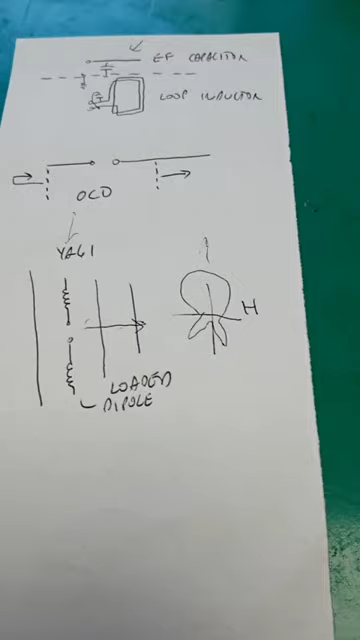 EF CAPACITOR
LOOP INDUCTOR
OCD
YAGI
H
LOADED
DIPOLE